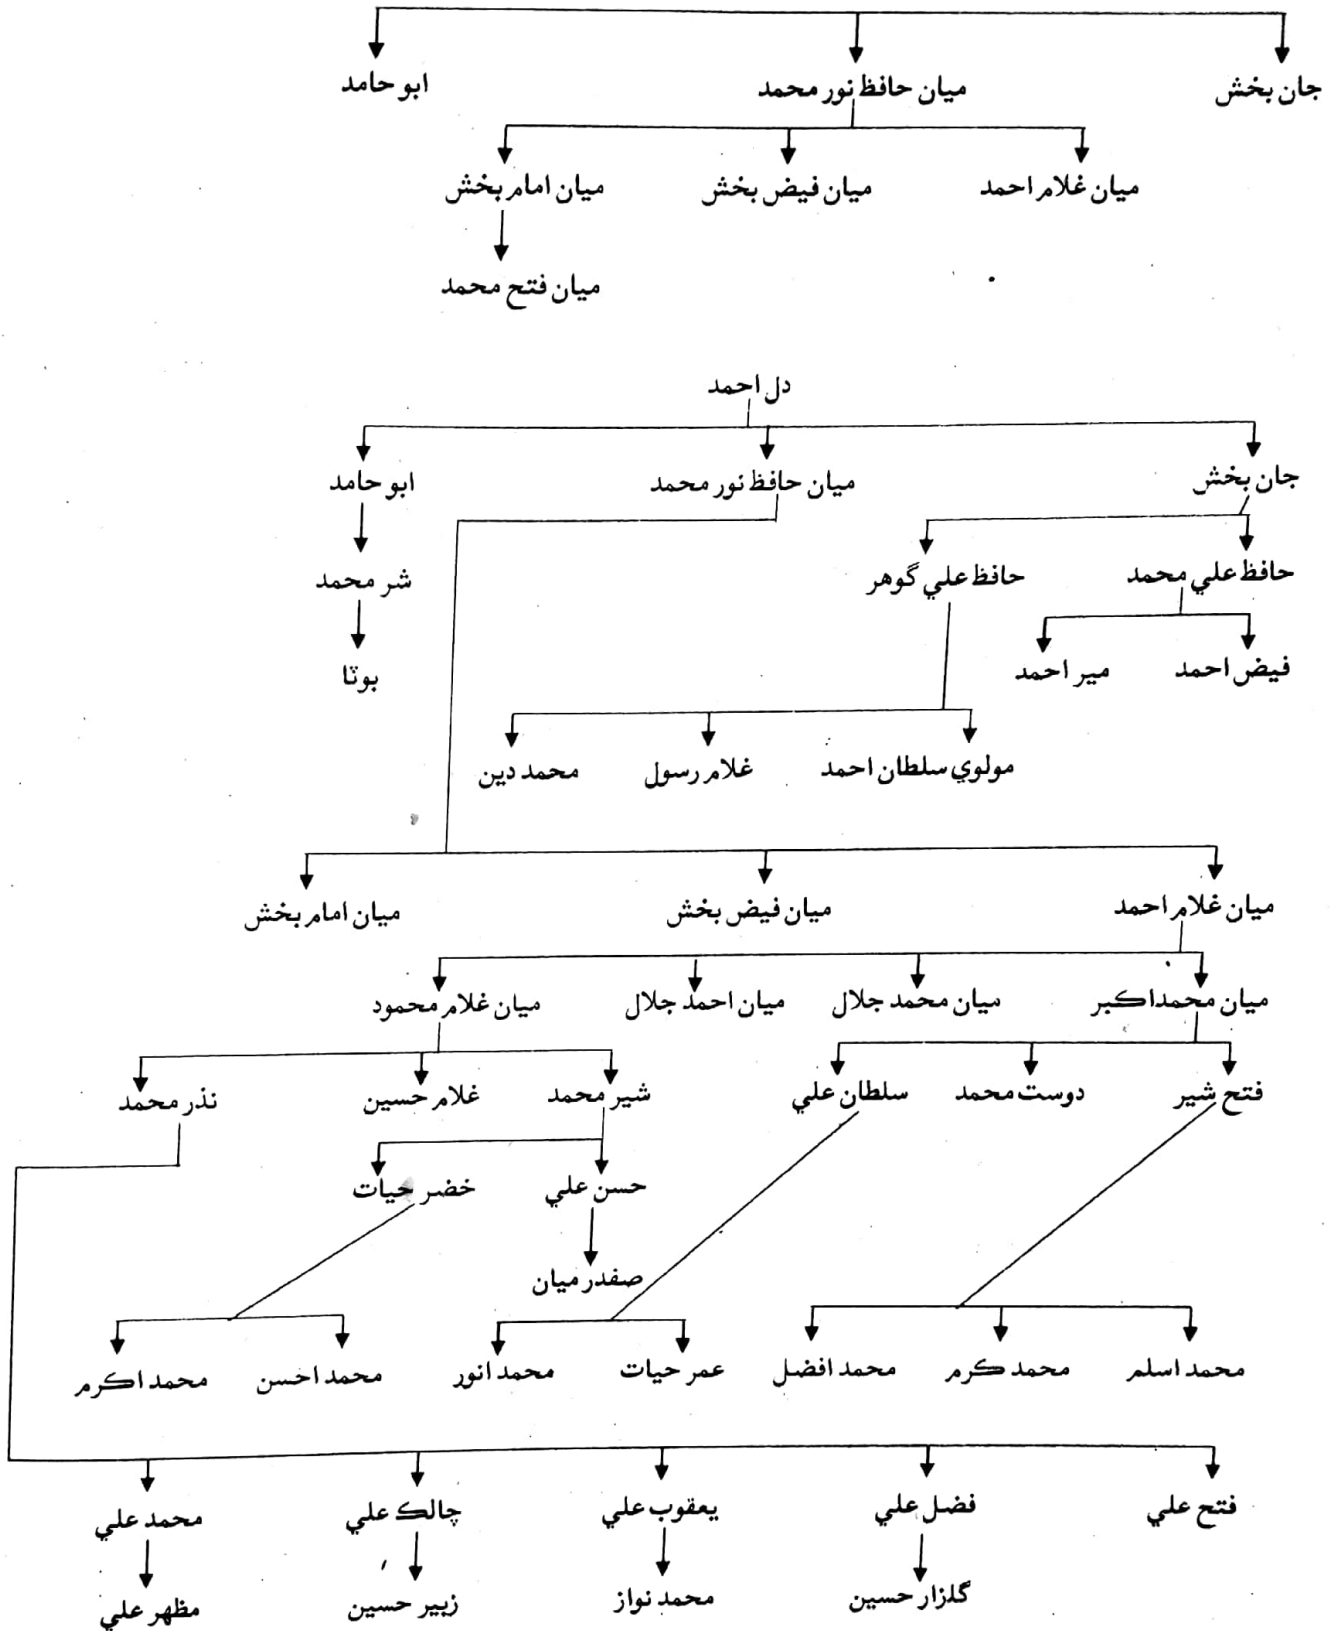 جان بخش میان حافظ نور محمد ابو حامد
میان غلام احمد میان فیض بخش میان امام بخش
میان فتح محمد
دل احمد
جان بخش میان حافظ نور محمد ابو حامد
حافظ علي محمد حافظ علي گوهر شر محمد
فیض احمد میر احمد بوٽا
مولوي سلطان احمد غلام رسول محمد دین
میان غلام احمد میان فیض بخش میان امام بخش
میان محمد اکبر میان محمد جلال میان احمد جلال میان غلام محمود
فتح شیر دوست محمد سلطان علي شیر محمد غلام حسین نذر محمد
حسن علي خضر حیات
صفدر میان
محمد اسلم محمد کرم محمد افضل عمر حیات محمد انور محمد احسن محمد اکرم
فتح علي فضل علي یعقوب علي چالڪ علي محمد علي
گلزار حسین محمد نواز زبیر حسین مظهر علي